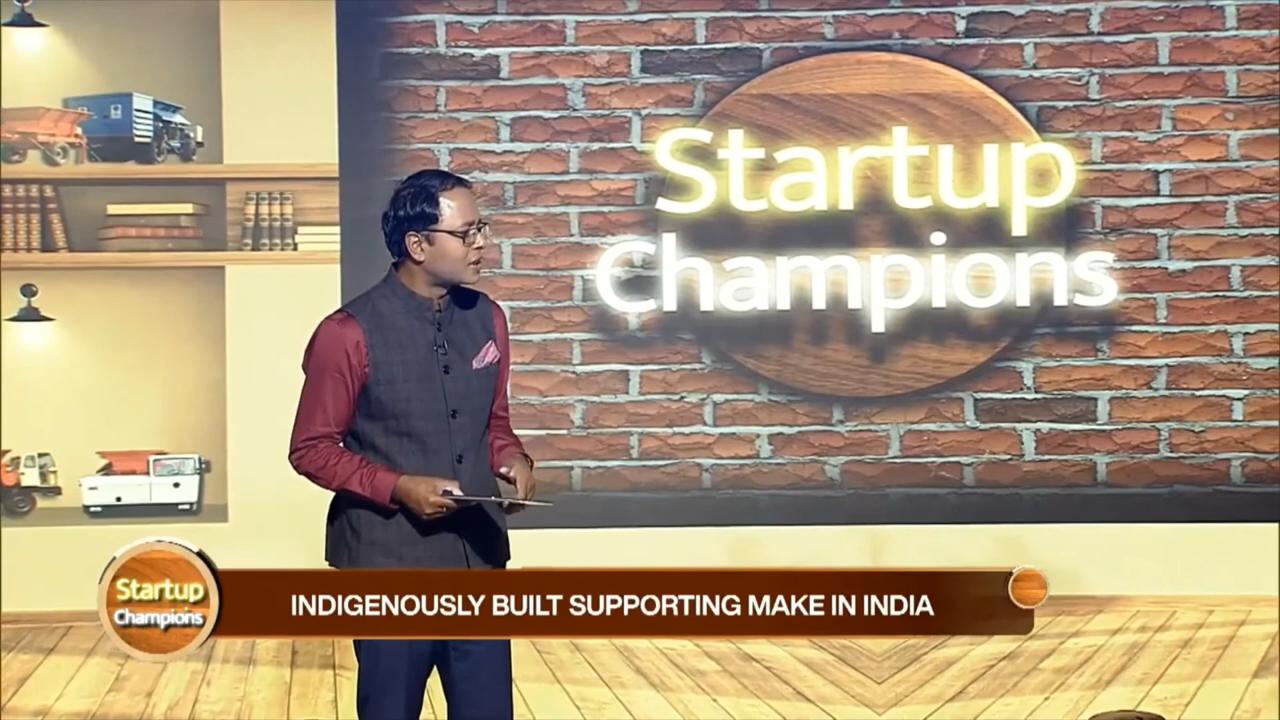 Startup
Champions
Startup
Champions
INDIGENOUSLY BUILT SUPPORTING MAKE IN INDIA